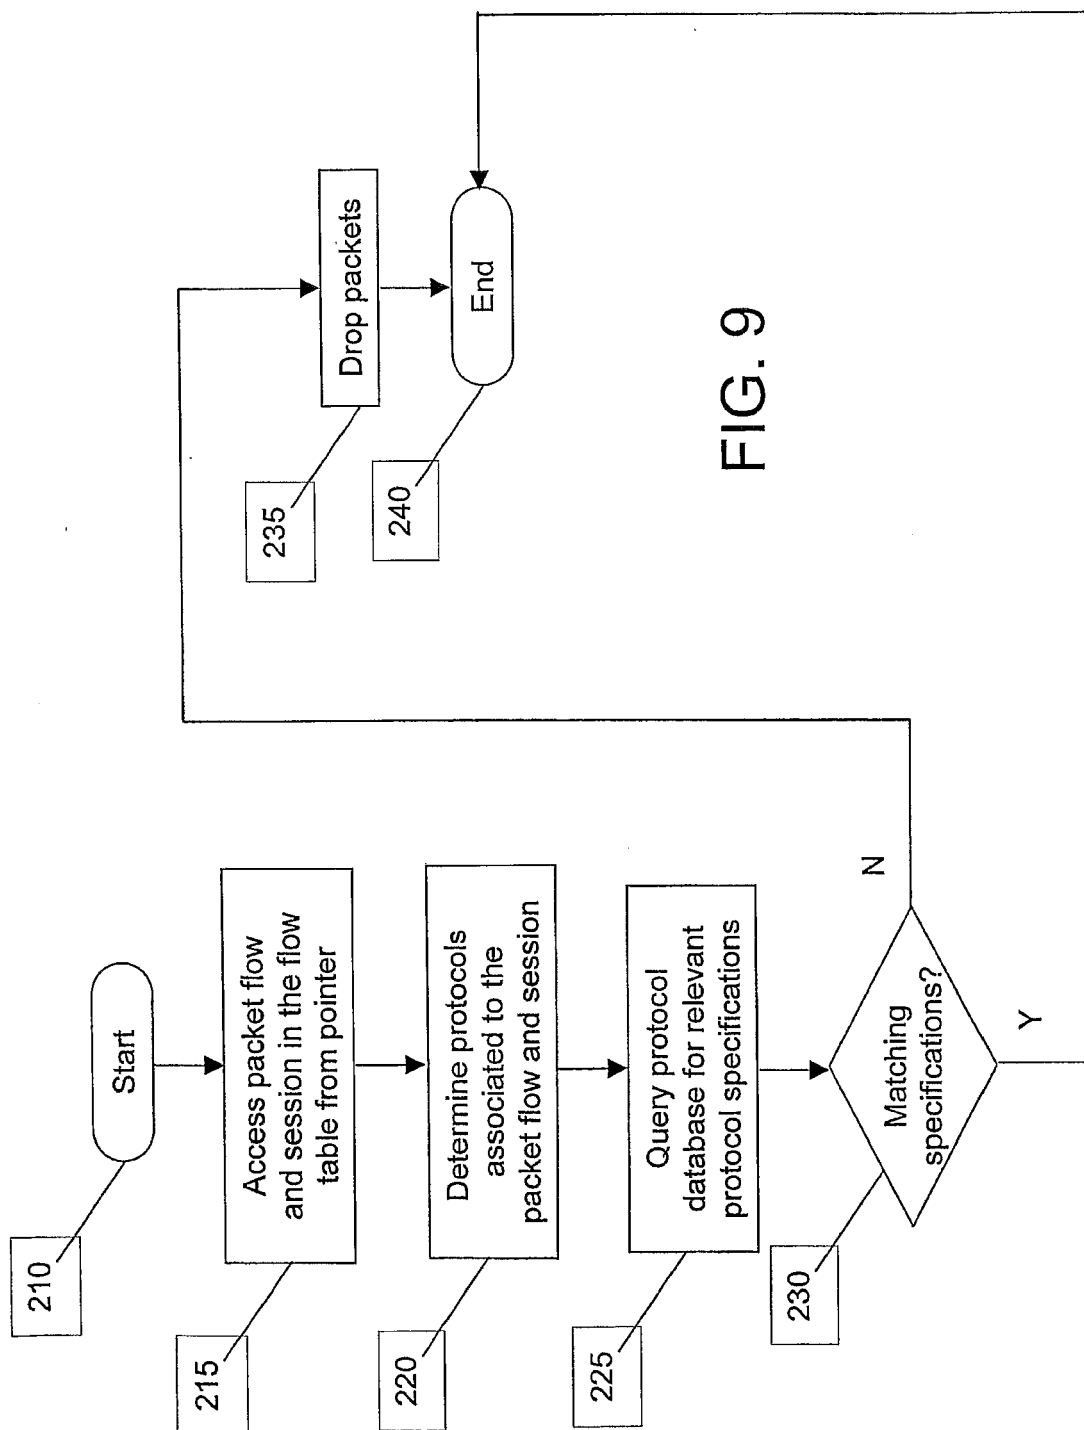 210
Start
215
Access packet flow
and session in the flow
table from pointer
220
Determine protocols
associated to the
packet flow and session
225
Query protocol
database for relevant
protocol specifications
230
Matching
specifications?
N
Y
235
Drop packets
240
End
FIG. 9